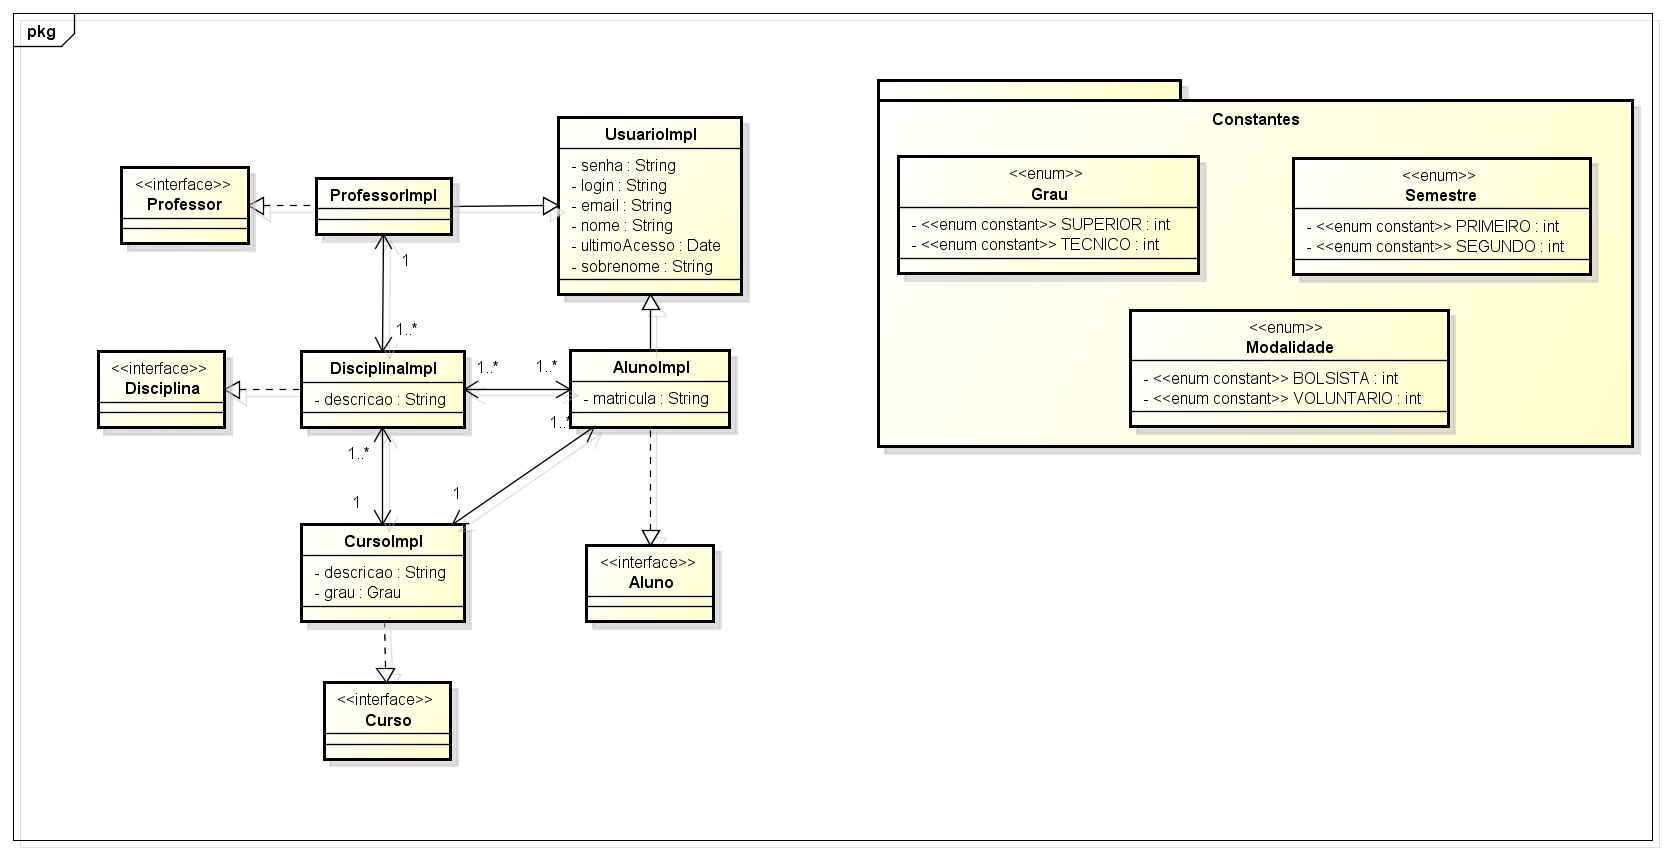 pkg
<<interface>>
Professor
ProfessorImpl
UsuarioImpl
- senha : String
- login : String
- email : String
- nome : String
- ultimoAcesso : Date
- sobrenome : String
1
1..*
<<interface>>
Disciplina
DisciplinaImpl
- descricao : String
1..*
1..*
AlunoImpl
- matricula : String
1..*
1
1..*
1
CursoImpl
- descricao : String
- grau : Grau
<<interface>>
Aluno
<<interface>>
Curso
Constantes
<<enum>>
Grau
- <<enum constant>> SUPERIOR : int
- <<enum constant>> TECNICO : int
<<enum>>
Semestre
- <<enum constant>> PRIMEIRO : int
- <<enum constant>> SEGUNDO : int
<<enum>>
Modalidade
- <<enum constant>> BOLSISTA : int
- <<enum constant>> VOLUNTARIO : int